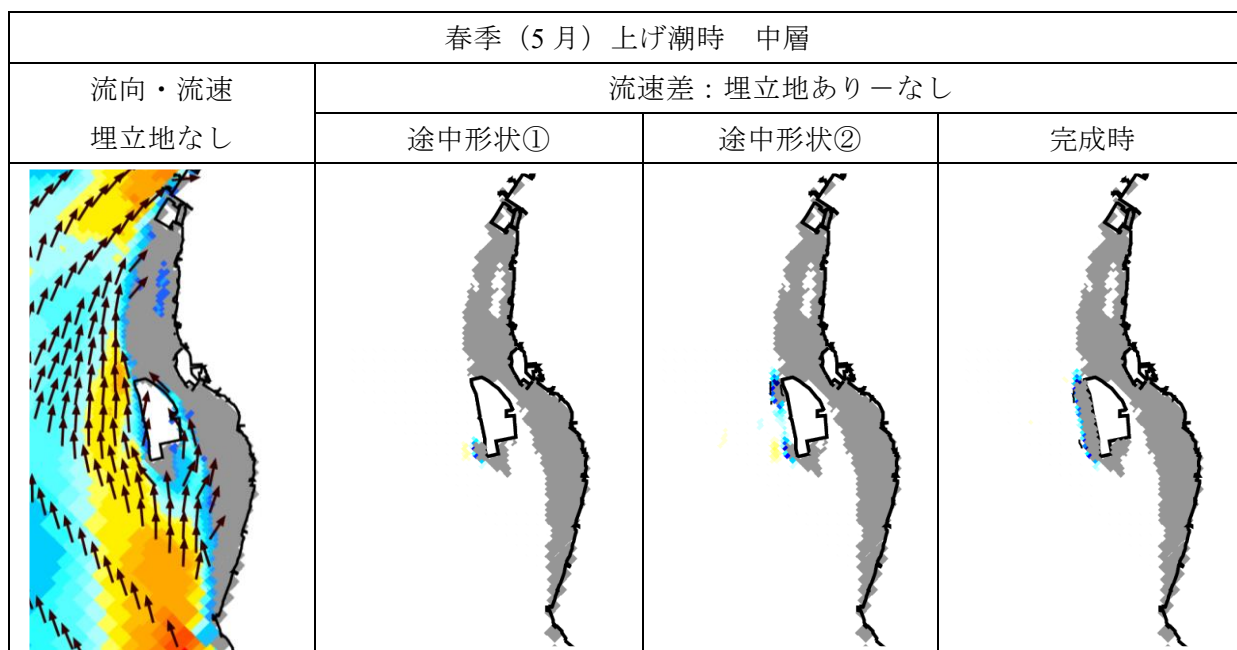 春季（5月）上げ潮時　中層
流向・流速
埋立地なし
流速差：埋立地あり－なし
途中形状①
途中形状②
完成時